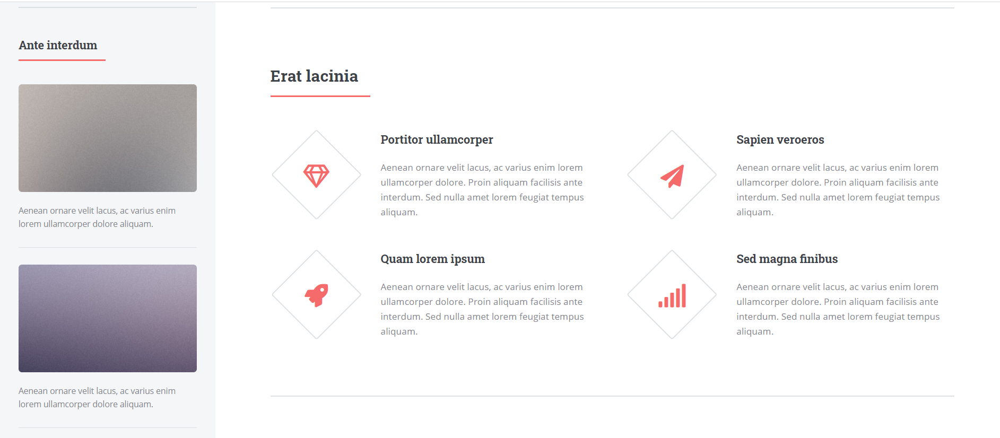 Ante interdum
Aenean ornare velit lacus, ac varius enim
lorem ullamcorper dolore aliquam.
Aenean ornare velit lacus, ac varius enim
lorem ullamcorper dolore aliquam.
Erat lacinia
Portitor ullamcorper
Aenean ornare velit lacus, ac varius enim lorem
ullamcorper dolore. Proin aliquam facilisis ante
interdum. Sed nulla amet lorem feugiat tempus
aliquam.
Sapien veroeros
Aenean ornare velit lacus, ac varius enim lorem
ullamcorper dolore. Proin aliquam facilisis ante
interdum. Sed nulla amet lorem feugiat tempus
aliquam.
Quam lorem ipsum
Aenean ornare velit lacus, ac varius enim lorem
ullamcorper dolore. Proin aliquam facilisis ante
interdum. Sed nulla amet lorem feugiat tempus
aliquam.
Sed magna finibus
Aenean ornare velit lacus, ac varius enim lorem
ullamcorper dolore. Proin aliquam facilisis ante
interdum. Sed nulla amet lorem feugiat tempus
aliquam.